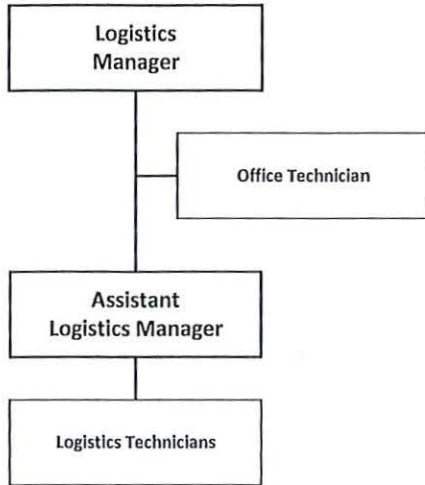 Logistics
Manager
Office Technician
Assistant
Logistics Manager
Logistics Technicians